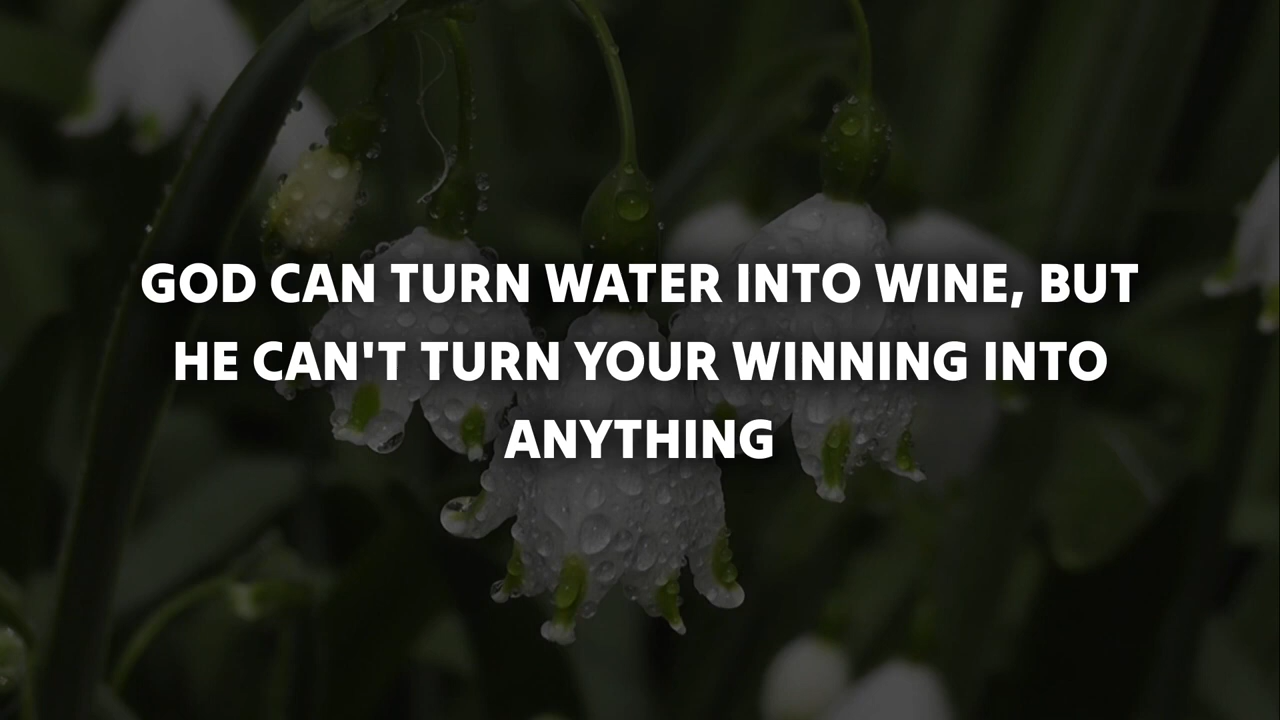 GOD CAN TURN WATER INTO WINE, BUT
HE CAN'T TURN YOUR WINNING INTO
ANYTHING